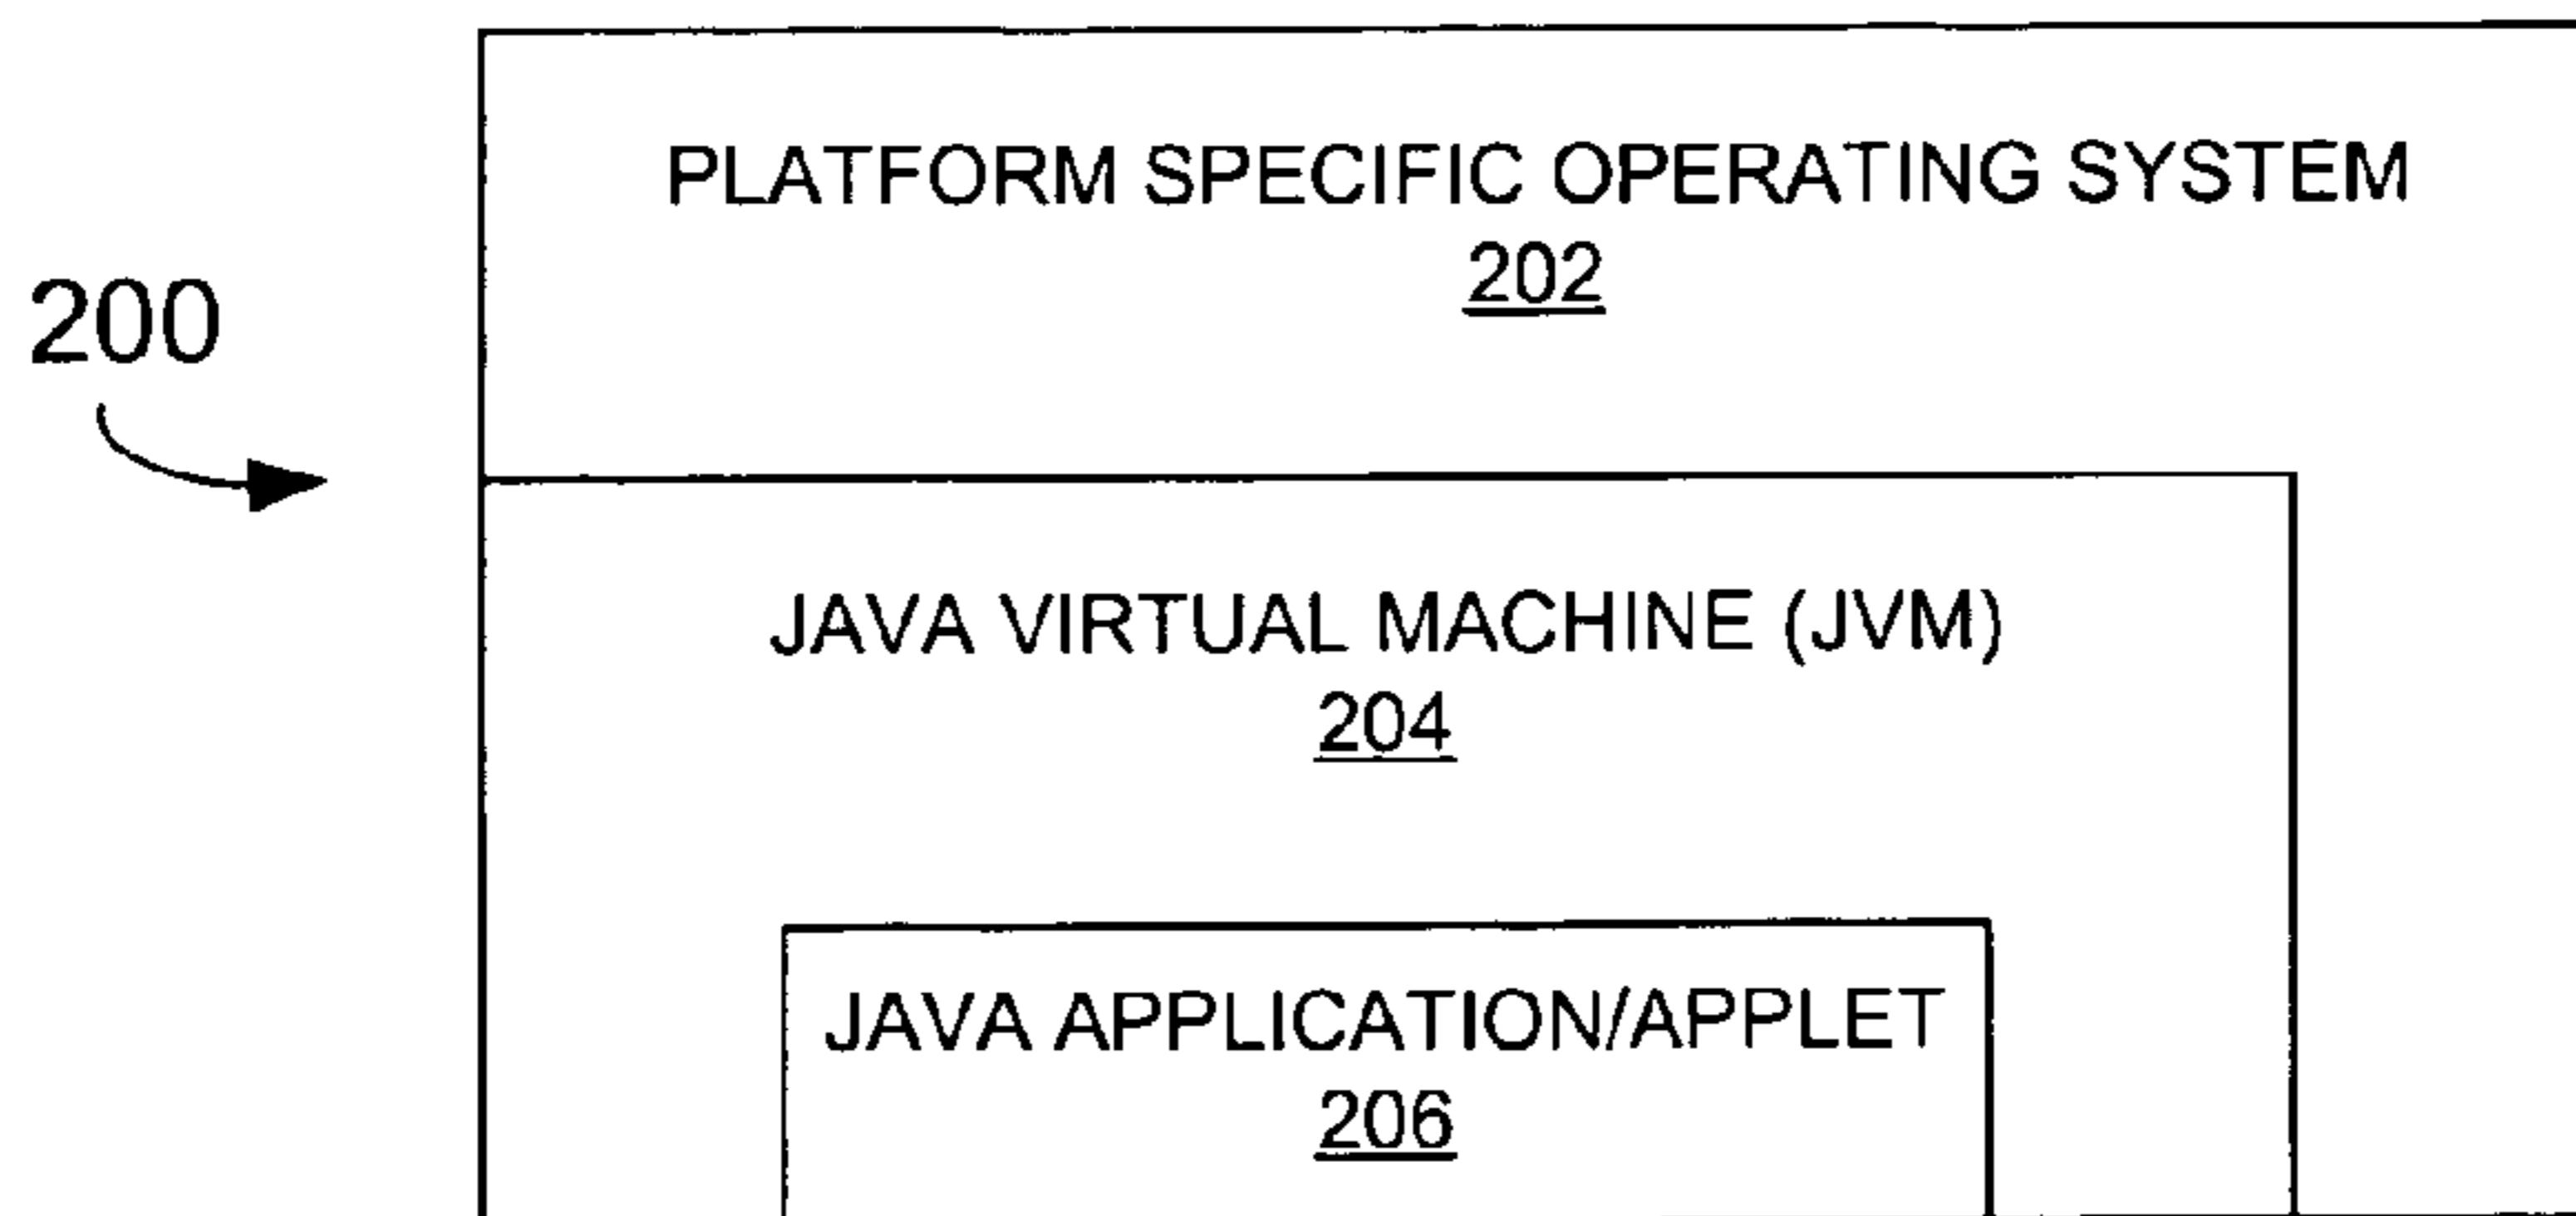 PLATFORM SPECIFIC OPERATING SYSTEM
202
200
JAVA VIRTUAL MACHINE (JVM)
204
JAVA APPLICATION/APPLET
206